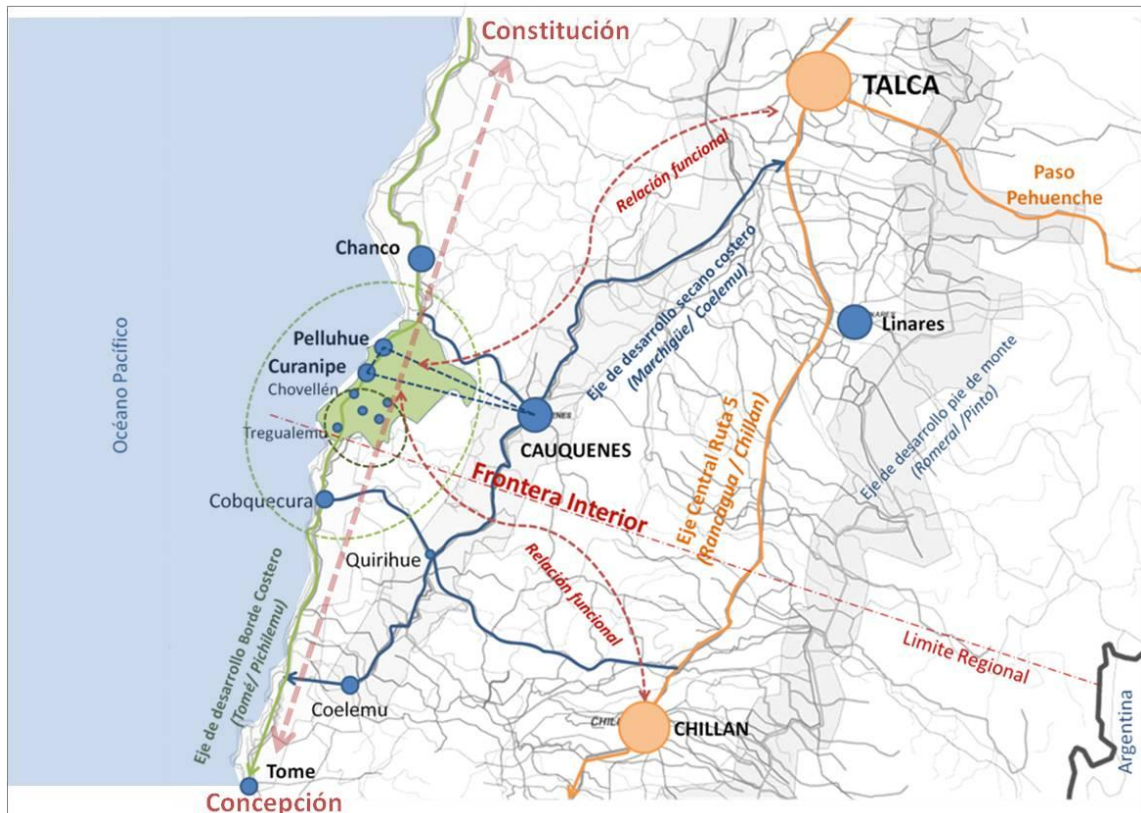 Constitución
TALCA
Relación funcional
Paso
Pehuenche
Chanco
Eje de desarrollo secano costero
(Marchigüe/ Coelemu)
Linares
Pelluhue
Curanipe
Chovellén
Océano Pacífico
Tregualemu
CAUQUENES
Eje de desarrollo pie de monte
(Romeral /Pinto)
Eje Central Ruta 5
(Rancagua / Chillan)
Frontera Interior
Cobquecura
Quirihue
Relación funcional
Eje de desarrollo Borde Costero
(Tomé/ Pichilemu)
Limite Regional
Coelemu
CHILLAN
Argentina
Tome
Concepción